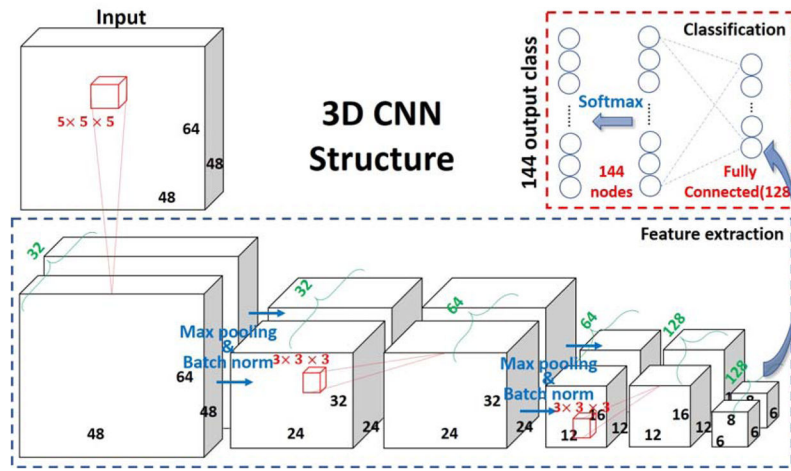 Input
5× 5 × 5
64
48
48
3D CNN
Structure
144 output class
Classification
Softmax
144
nodes
Fully
Connected(128
Feature extraction
32
64
48
48
Max pooling
&
Batch norm
32
3× 3 × 3
32
24
24
64
32
24
24
Max pooling
&
Batch norm
64
3× 3 × 3
16
12
12
128
16
12
12
128
8
6
6
8
6